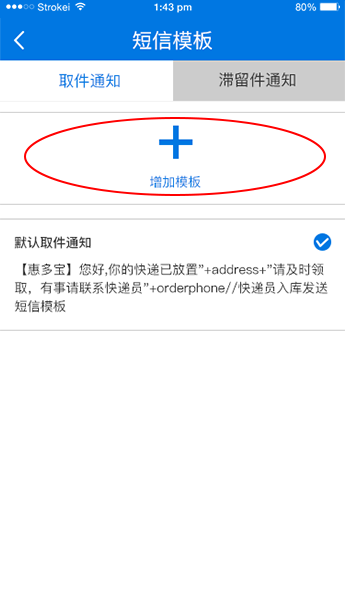 Strokei 1:43 pm 80%
短信模板
取件通知 滞留件通知
增加模板
默认取件通知
【惠多宝】您好,你的快递已放置”+address+”请及时领
取，有事请联系快递员”+orderphone//快递员入库发送
短信模板